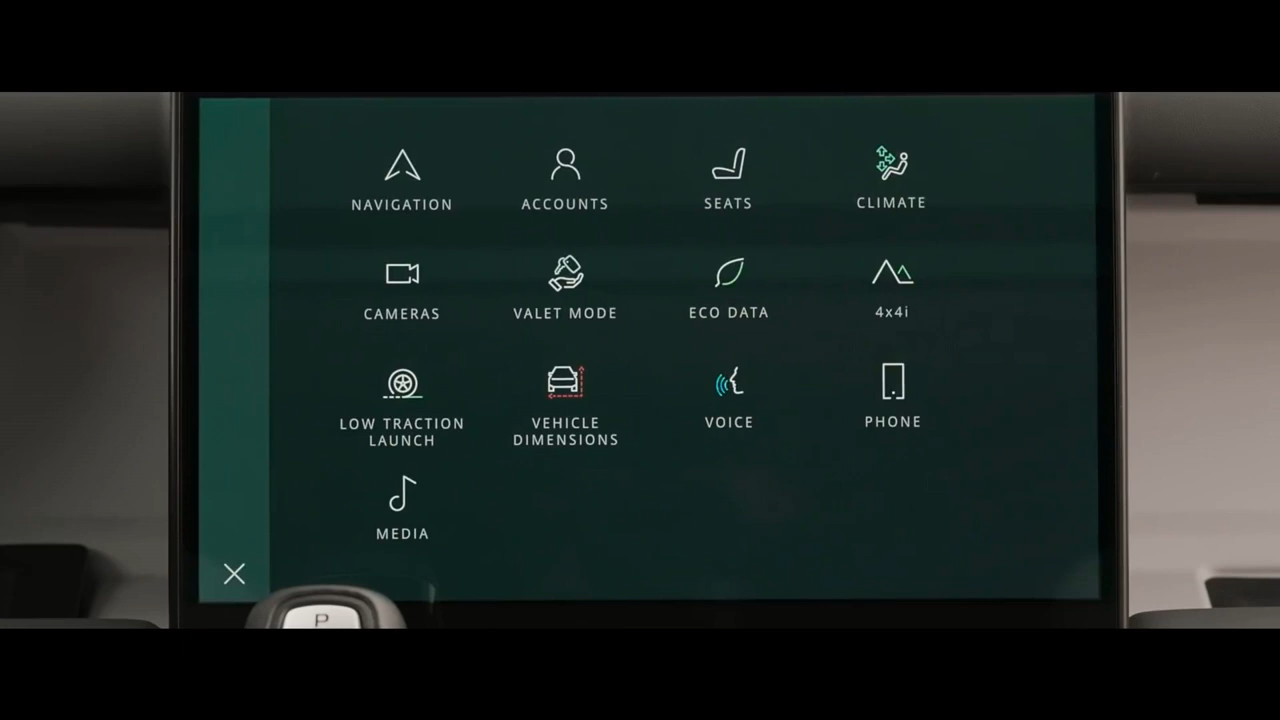 NAVIGATION
ACCOUNTS
SEATS
CLIMATE
CAMERAS
VALET MODE
ECO DATA
4x4i
LOW TRACTION
LAUNCH
VEHICLE
DIMENSIONS
VOICE
PHONE
MEDIA
P